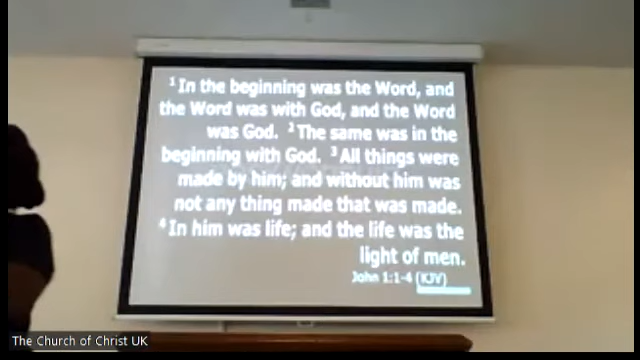 1 In the beginning was the Word, and
the Word was with God, and the Word
was God. 2 The same was in the
beginning with God. 3 All things were
made by him; and without him was
not any thing made that was made.
4 In him was life; and the life was the
light of men.
John 1:1-4 (KJV)
The Church of Christ UK